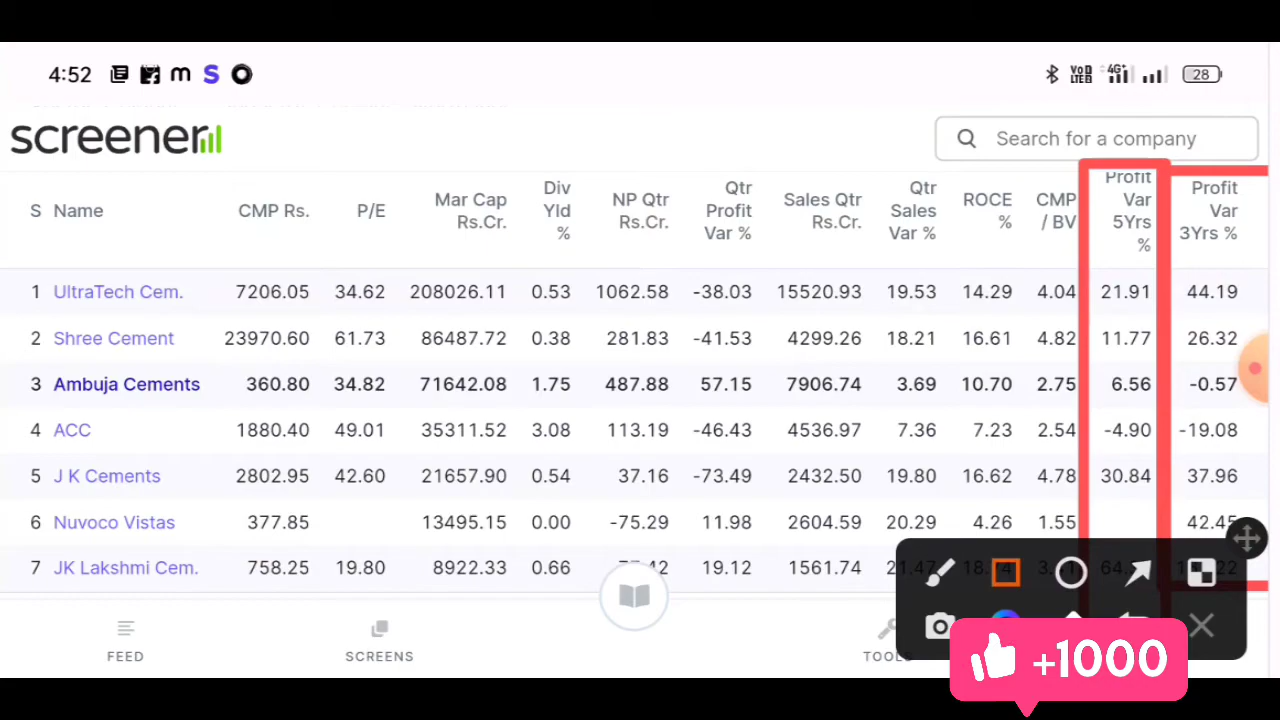 4:52 m S VoD LTE2 4G+ 28
screener Search for a company
S Name CMP Rs. P/E Mar Cap Rs.Cr. Div Yld % NP Qtr Rs.Cr. Qtr Profit Var % Sales Qtr Rs.Cr. Qtr Sales Var % ROCE % CMP / BV Profit Var 5Yrs % Profit Var 3Yrs %
1 UltraTech Cem. 7206.05 34.62 208026.11 0.53 1062.58 -38.03 15520.93 19.53 14.29 4.04 21.91 44.19
2 Shree Cement 23970.60 61.73 86487.72 0.38 281.83 -41.53 4299.26 18.21 16.61 4.82 11.77 26.32
3 Ambuja Cements 360.80 34.82 71642.08 1.75 487.88 57.15 7906.74 3.69 10.70 2.75 6.56 -0.57
4 ACC 1880.40 49.01 35311.52 3.08 113.19 -46.43 4536.97 7.36 7.23 2.54 -4.90 -19.08
5 J K Cements 2802.95 42.60 21657.90 0.54 37.16 -73.49 2432.50 19.80 16.62 4.78 30.84 37.96
6 Nuvoco Vistas 377.85 13495.15 0.00 -75.29 11.98 2604.59 20.29 4.26 1.55 42.45
7 JK Lakshmi Cem. 758.25 19.80 8922.33 0.66 19.12 1561.74 21.47
FEED SCREENS TOOLS
+1000